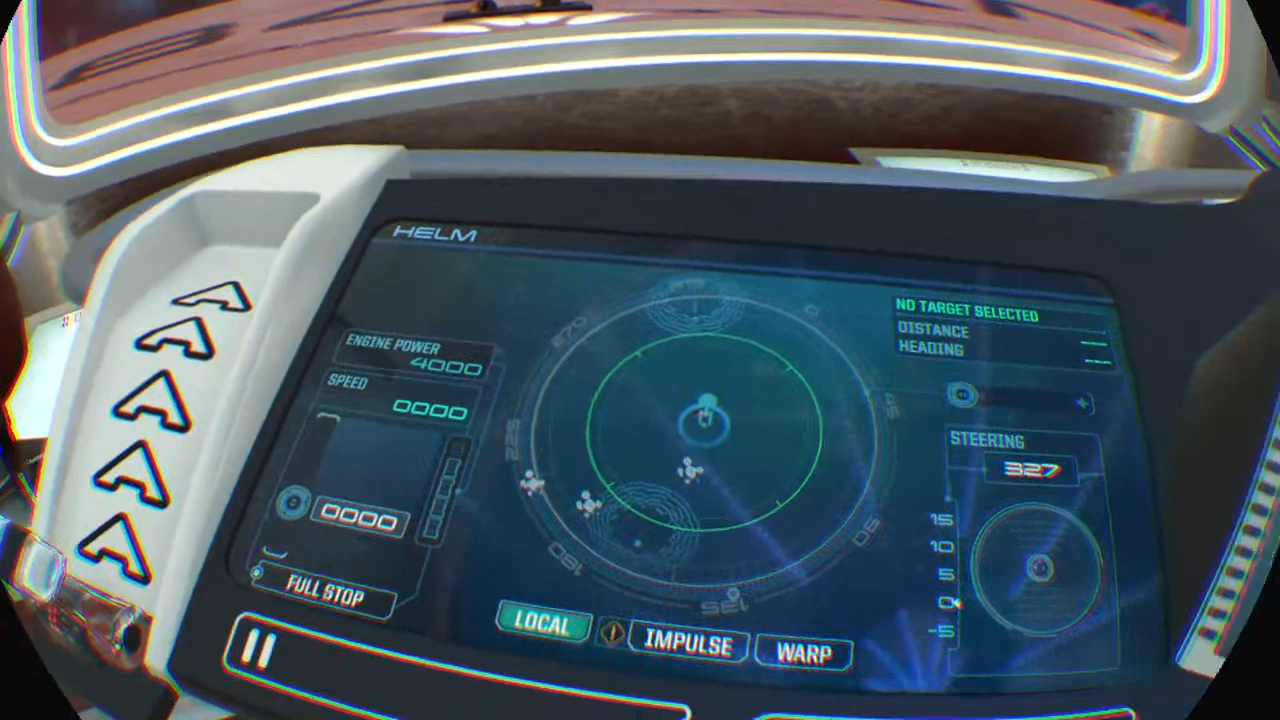 HELM
NO TARGET SELECTED
DISTANCE ----
HEADING ---
ENGINE POWER
4000
SPEED
0000
0000
FULL STOP
270
0
45
90
135
180
225
STEERING
327
15
10
5
0
-5
LOCAL
IMPULSE
WARP